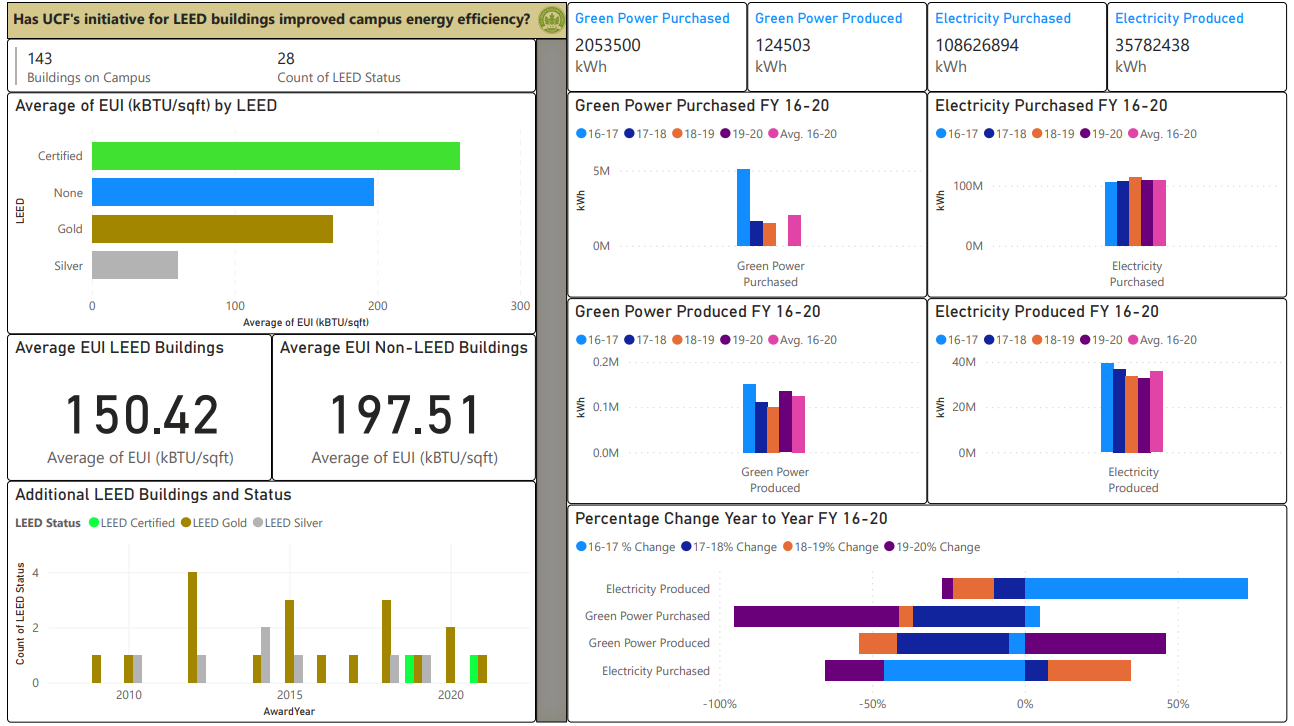 Has UCF's initiative for LEED buildings improved campus energy efficiency?
143
Buildings on Campus
28
Count of LEED Status
Average of EUI (kBTU/sqft) by LEED
LEED
Certified
None
Gold
Silver
0 100 200 300
Average of EUI (kBTU/sqft)
Average EUI LEED Buildings
150.42
Average of EUI (kBTU/sqft)
Average EUI Non-LEED Buildings
197.51
Average of EUI (kBTU/sqft)
Additional LEED Buildings and Status
LEED Status LEED Certified LEED Gold LEED Silver
Count of LEED Status
4
2
0
2010 2015 2020
AwardYear
Green Power Purchased
2053500
kWh
Green Power Produced
124503
kWh
Electricity Purchased
108626894
kWh
Electricity Produced
35782438
kWh
Green Power Purchased FY 16-20
16-17 17-18 18-19 19-20 Avg. 16-20
kWh
5M
0M
Green Power
Purchased
Electricity Purchased FY 16-20
16-17 17-18 18-19 19-20 Avg. 16-20
kWh
100M
0M
Electricity
Purchased
Green Power Produced FY 16-20
16-17 17-18 18-19 19-20 Avg. 16-20
kWh
0.2M
0.1M
0.0M
Green Power
Produced
Electricity Produced FY 16-20
16-17 17-18 18-19 19-20 Avg. 16-20
kWh
40M
20M
0M
Electricity
Produced
Percentage Change Year to Year FY 16-20
16-17 % Change 17-18% Change 18-19% Change 19-20% Change
Electricity Produced
Green Power Purchased
Green Power Produced
Electricity Purchased
-100% -50% 0% 50%